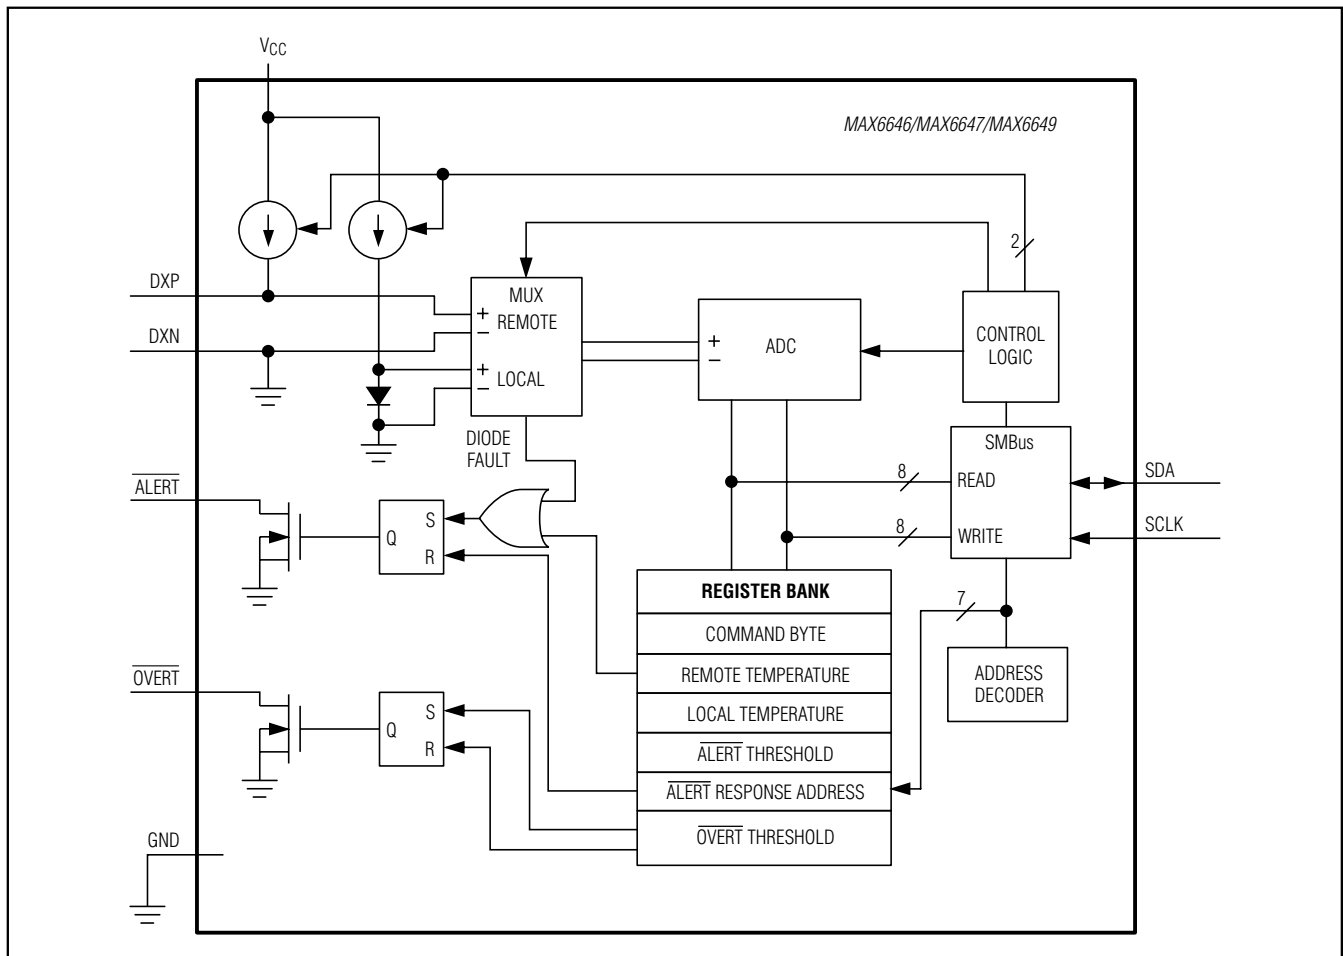 VCC
MAX6646/MAX6647/MAX6649
2
DXP
DXN
MUX
+ REMOTE
−
+ LOCAL
−
+
−
ADC
CONTROL
LOGIC
DIODE
FAULT
SMBus
READ
WRITE
8
8
SDA
SCLK
ALERT
S
Q
R
REGISTER BANK
COMMAND BYTE
REMOTE TEMPERATURE
LOCAL TEMPERATURE
ALERT THRESHOLD
ALERT RESPONSE ADDRESS
OVERT THRESHOLD
7
ADDRESS
DECODER
OVERT
S
Q
R
GND